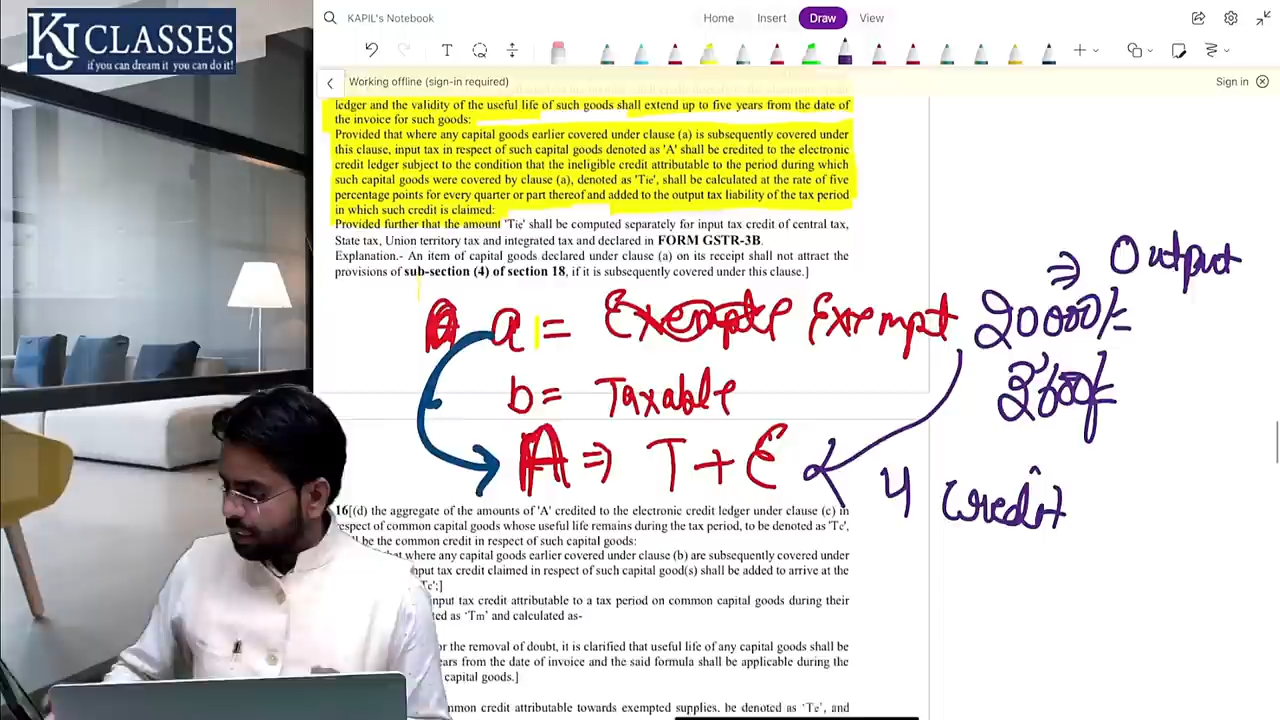 KJ CLASSES
if you can dream it you can do it!
KAPIL's Notebook
Home Insert Draw View
Working offline (sign-in required)
Sign in
ledger and the validity of the useful life of such goods shall extend up to five years from the date of
the invoice for such goods:
Provided that where any capital goods earlier covered under clause (a) is subsequently covered under
this clause, input tax in respect of such capital goods denoted as 'A' shall be credited to the electronic
credit ledger subject to the condition that the ineligible credit attributable to the period during which
such capital goods were covered by clause (a), denoted as 'Tie', shall be calculated at the rate of five
percentage points for every quarter or part thereof and added to the output tax liability of the tax period
in which such credit is claimed:
Provided further that the amount 'Tie' shall be computed separately for input tax credit of central tax,
State tax, Union territory tax and integrated tax and declared in FORM GSTR-3B.
Explanation.- An item of capital goods declared under clause (a) on its receipt shall not attract the
provisions of sub-section (4) of section 18, if it is subsequently covered under this clause.]
⇒ Output
a = Exempt 20000/-
b = Taxable
A ⇒ T + E
4 Credit
16[(d) the aggregate of the amounts of 'A' credited to the electronic credit ledger under clause (c) in
respect of common capital goods whose useful life remains during the tax period, to be denoted as 'Tc',
be the common credit in respect of such capital goods:
where any capital goods earlier covered under clause (b) are subsequently covered under
input tax credit claimed in respect of such capital good(s) shall be added to arrive at the
'Tc';]
input tax credit attributable to a tax period on common capital goods during their
as 'Tm' and calculated as-
or the removal of doubt, it is clarified that useful life of any capital goods shall be
from the date of invoice and the said formula shall be applicable during the
capital goods.]
credit attributable towards exempted supplies, be denoted as 'Te', and